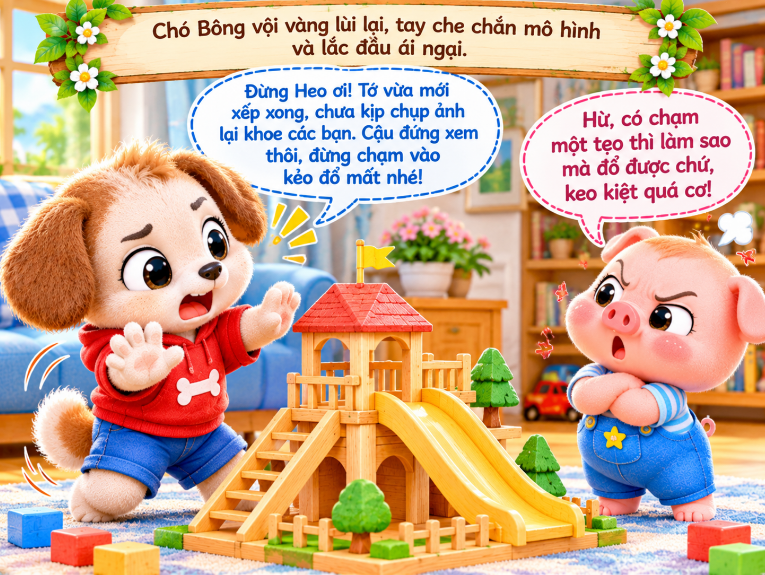 Chó Bông vội vàng lùi lại, tay che chắn mô hình
và lắc đầu ái ngại.
Đừng Heo ơi! Tớ vừa mới
xếp xong, chưa kịp chụp ảnh
lại khoe các bạn. Cậu đứng xem
thôi, đừng chạm vào
kẻo đổ mất nhé!
Hừ, có chạm
một tẹo thì làm sao
mà đổ được chứ,
keo kiệt quá cơ!